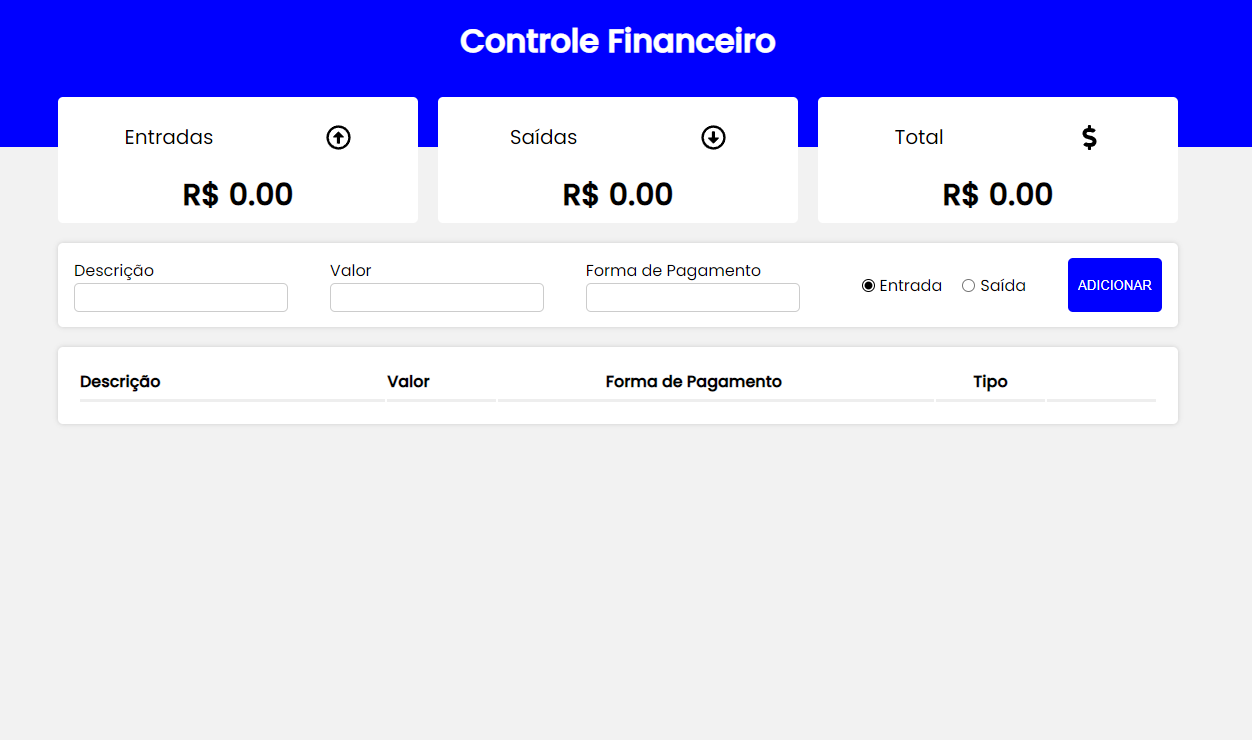 Controle Financeiro
Entradas
R$ 0.00
Saídas
R$ 0.00
Total
R$ 0.00
Descrição Valor Forma de Pagamento
Entrada Saída ADICIONAR
Descrição Valor Forma de Pagamento Tipo